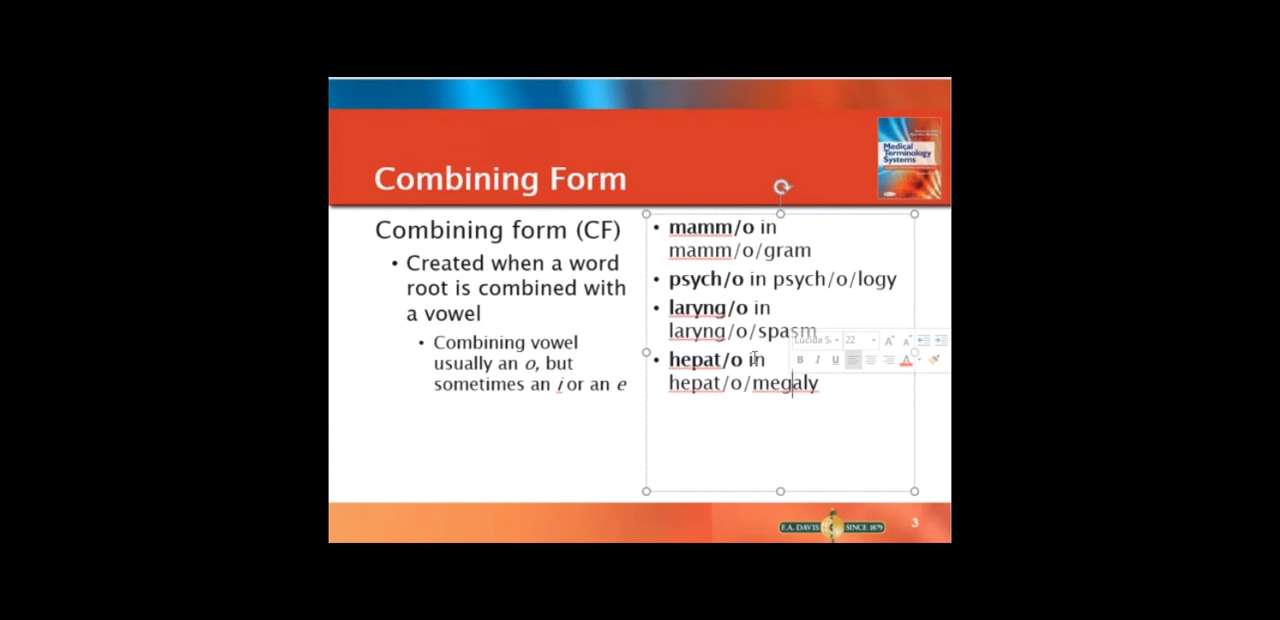 Medical
Terminology
Systems
Combining Form
Combining form (CF)
• Created when a word
root is combined with
a vowel
• Combining vowel
usually an o, but
sometimes an i or an e
• mamm/o in
mamm/o/gram
• psych/o in psych/o/logy
• laryng/o in
laryng/o/spasm
• hepat/o in
hepat/o/megaly
22
B I U A
F.A. DAVIS SINCE 1879
3